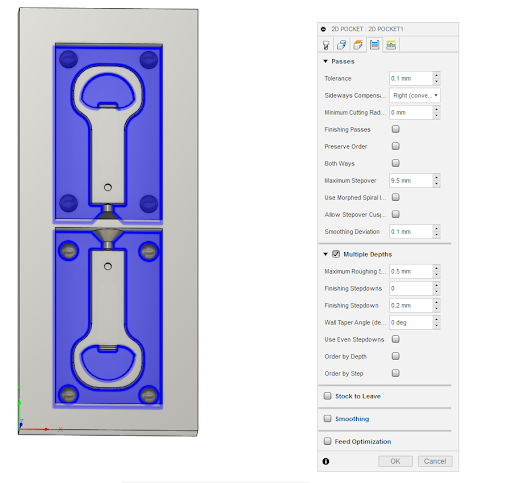 2D POCKET : 2D POCKET1
Passes
Tolerance 0.1 mm
Sideways Compensa... Right (conve...
Minimum Cutting Rad... 0 mm
Finishing Passes
Preserve Order
Both Ways
Maximum Stepover 9.5 mm
Use Morphed Spiral I...
Allow Stepover Cusp...
Smoothing Deviation 0.1 mm
Multiple Depths
Maximum Roughing S... 0.5 mm
Finishing Stepdowns 0
Finishing Stepdown 0.2 mm
Wall Taper Angle (de... 0 deg
Use Even Stepdowns
Order by Depth
Order by Step
Stock to Leave
Smoothing
Feed Optimization
OK Cancel
X